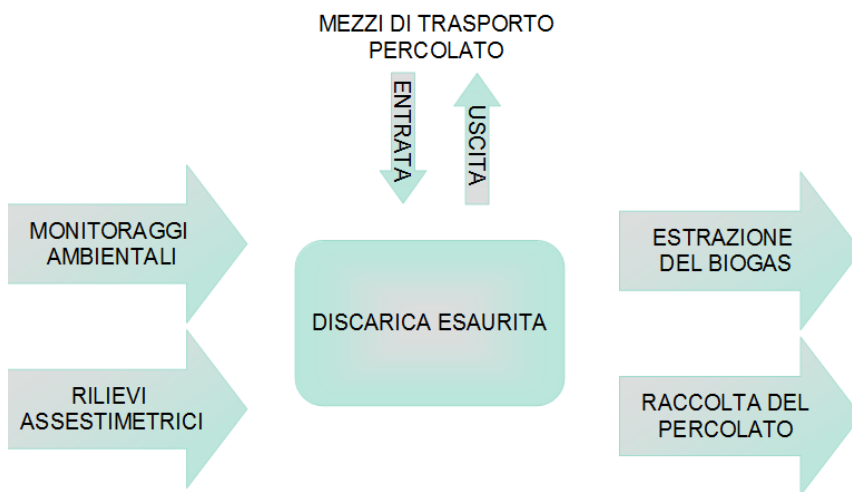 MEZZI DI TRASPORTO
PERCOLATO
ENTRATA
USCITA
MONITORAGGI
AMBIENTALI
ESTRAZIONE
DEL BIOGAS
DISCARICA ESAURITA
RILIEVI
ASSESTIMETRICI
RACCOLTA DEL
PERCOLATO